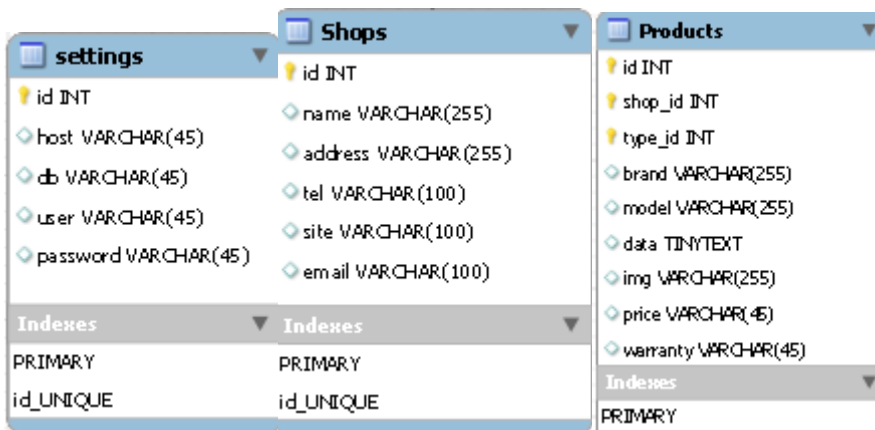 settings
id INT
host VARCHAR(45)
db VARCHAR(45)
user VARCHAR(45)
password VARCHAR(45)
Indexes
PRIMARY
id_UNIQUE
Shops
id INT
name VARCHAR(255)
address VARCHAR(255)
tel VARCHAR(100)
site VARCHAR(100)
email VARCHAR(100)
Indexes
PRIMARY
id_UNIQUE
Products
id INT
shop_id INT
type_id INT
brand VARCHAR(255)
model VARCHAR(255)
data TINYTEXT
img VARCHAR(255)
price VARCHAR(45)
warranty VARCHAR(45)
Indexes
PRIMARY